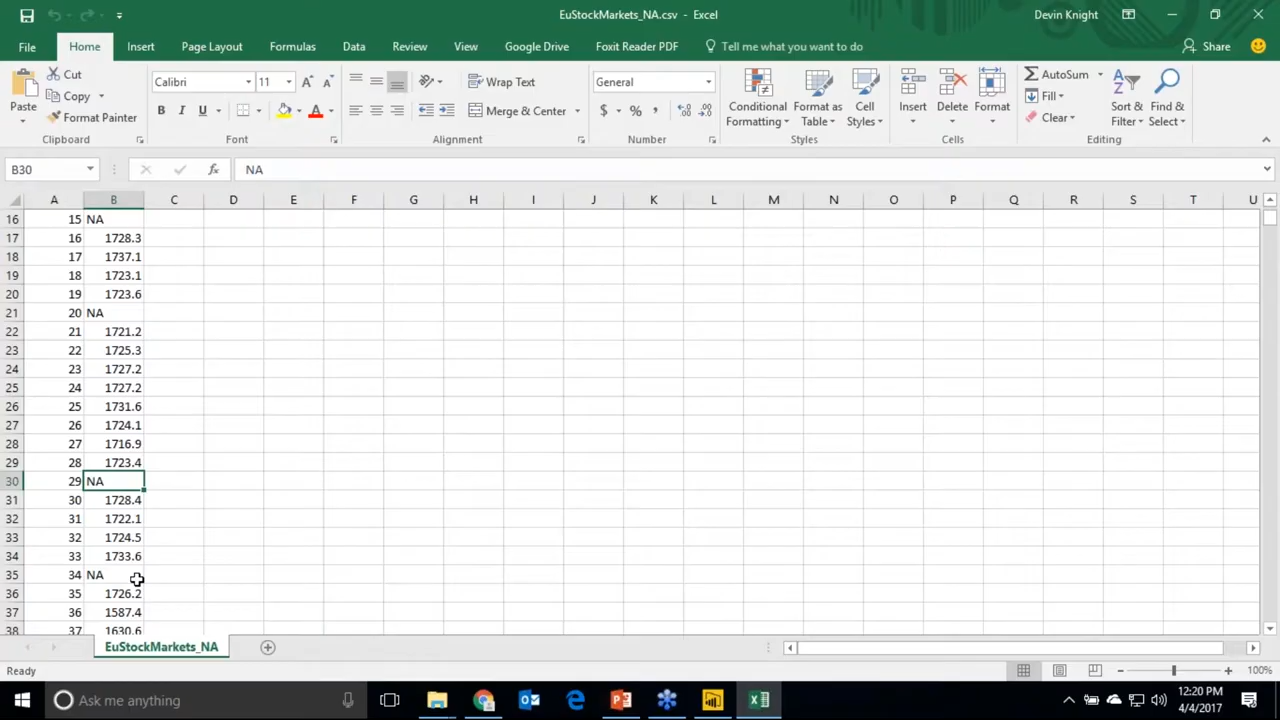 EuStockMarkets_NA.csv - Excel
Devin Knight
File Home Insert Page Layout Formulas Data Review View Google Drive Foxit Reader PDF Tell me what you want to do Share
Paste
Cut
Copy
Format Painter
Clipboard
Calibri 11
B I U
A A A
Font
Wrap Text
Merge & Center
Alignment
General
$ % ,
Number
Conditional Formatting
Format as Table
Cell Styles
Styles
Insert Delete Format
Cells
AutoSum
Fill
Clear
Sort & Filter
Find & Select
Editing
B30 fx NA
A B C D E F G H I J K L M N O P Q R S T U
16 15 NA
17 16 1728.3
18 17 1737.1
19 18 1723.1
20 19 1723.6
21 20 NA
22 21 1721.2
23 22 1725.3
24 23 1727.2
25 24 1727.2
26 25 1731.6
27 26 1724.1
28 27 1716.9
29 28 1723.4
30 29 NA
31 30 1728.4
32 31 1722.1
33 32 1724.5
34 33 1733.6
35 34 NA
36 35 1726.2
37 36 1587.4
38 37 1630.6
EuStockMarkets_NA
Ready
100%
Ask me anything
12:20 PM
4/4/2017